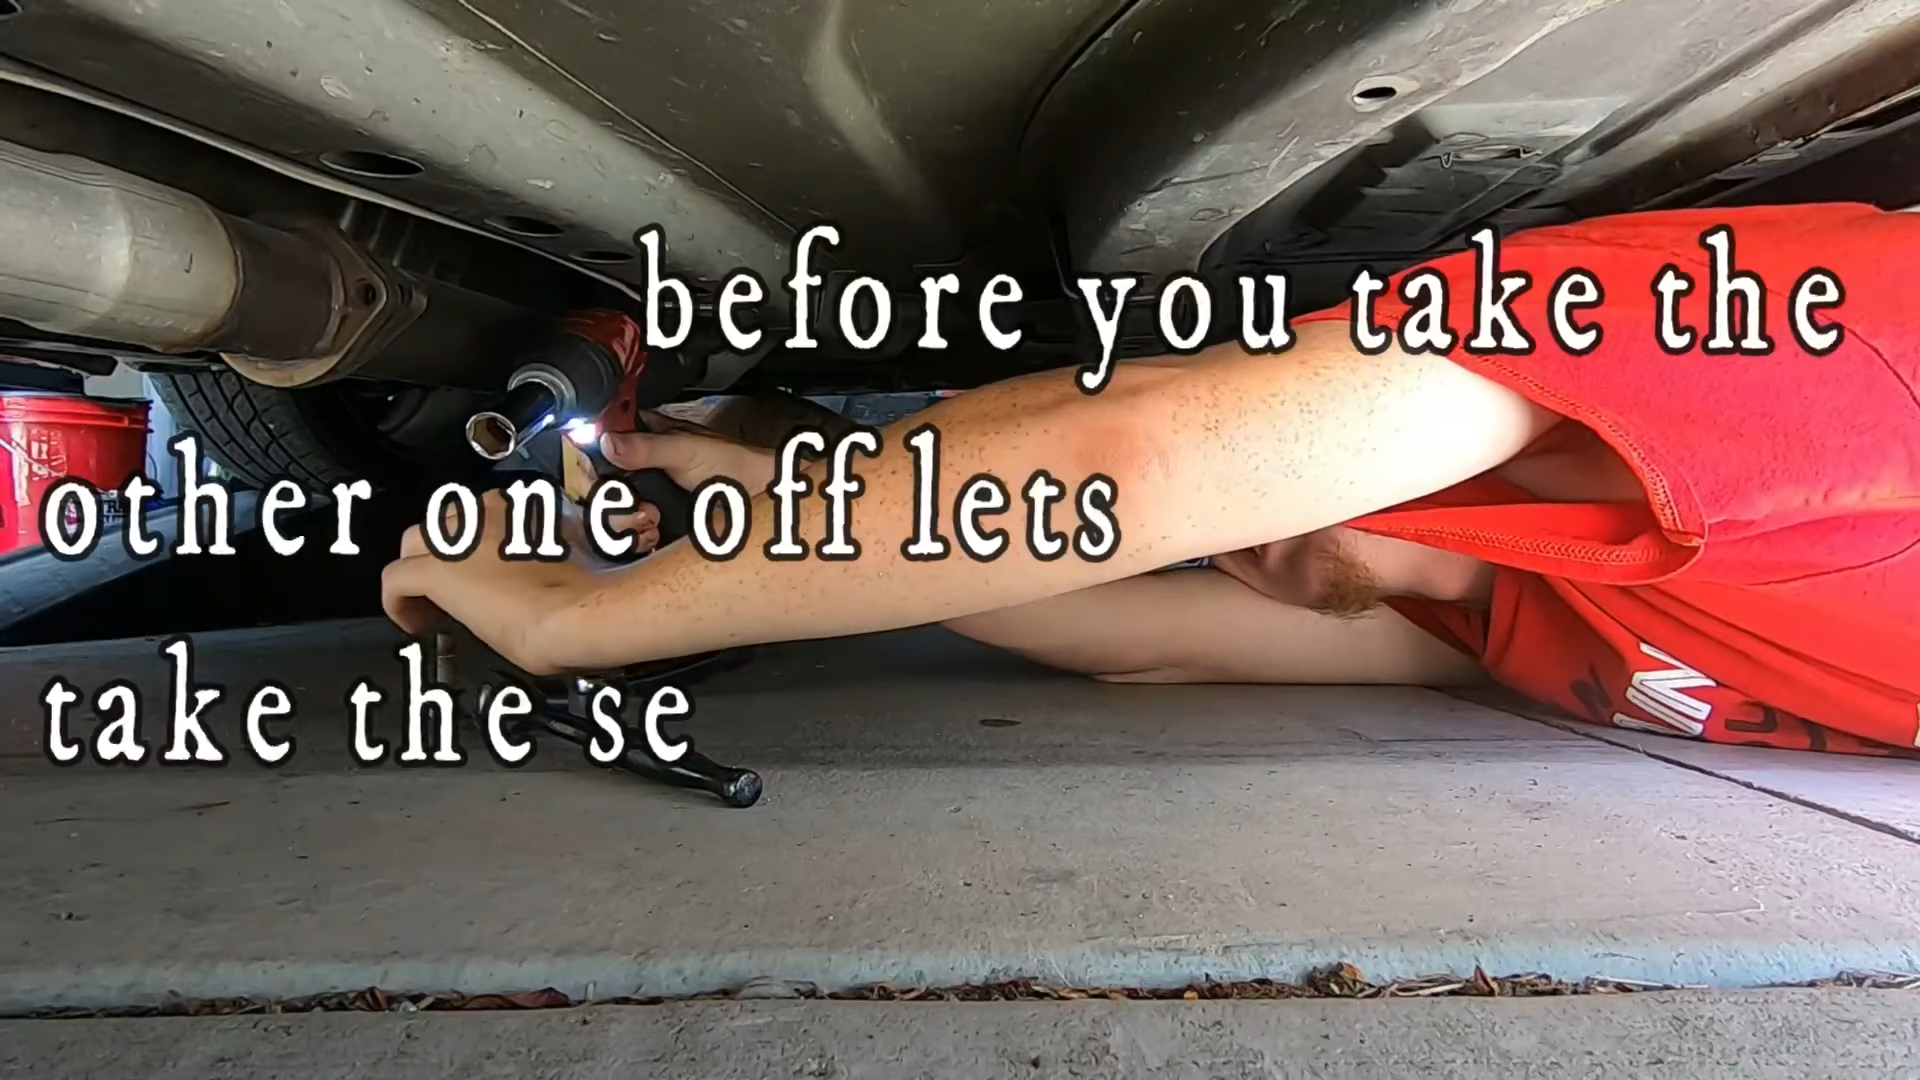 before you take the
other one off lets
take the se